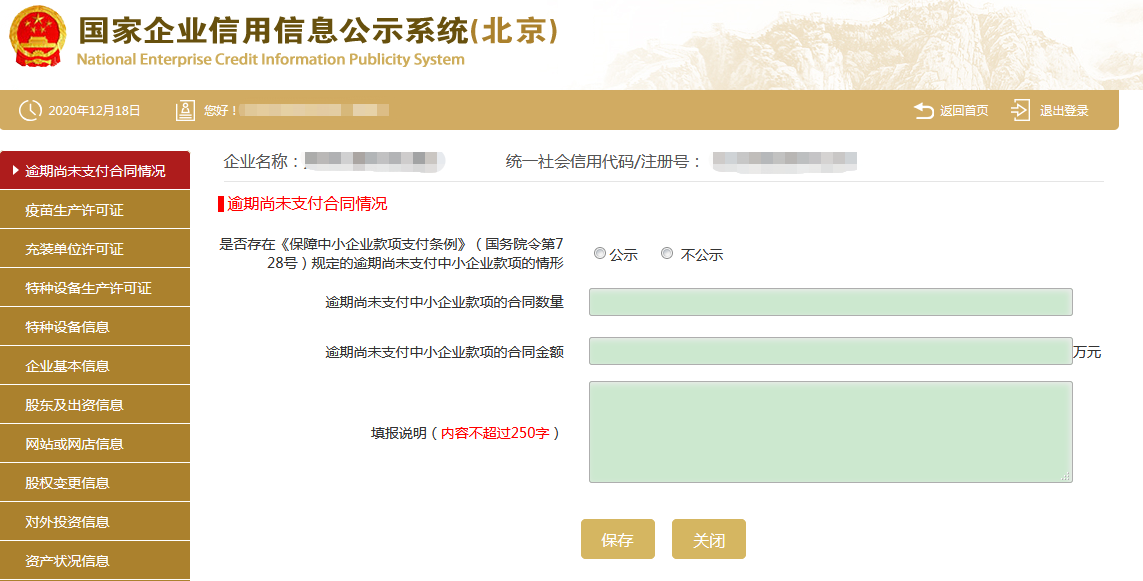 国家企业信用信息公示系统(北京)
National Enterprise Credit Information Publicity System
2020年12月18日
您好！
返回首页
退出登录
逾期尚未支付合同情况
疫苗生产许可证
充装单位许可证
特种设备生产许可证
特种设备信息
企业基本信息
股东及出资信息
网站或网店信息
股权变更信息
对外投资信息
资产状况信息
企业名称：
统一社会信用代码/注册号：
逾期尚未支付合同情况
是否存在《保障中小企业款项支付条例》（国务院令第7
28号）规定的逾期尚未支付中小企业款项的情形
公示
不公示
逾期尚未支付中小企业款项的合同数量
逾期尚未支付中小企业款项的合同金额
万元
填报说明（内容不超过250字）
保存
关闭